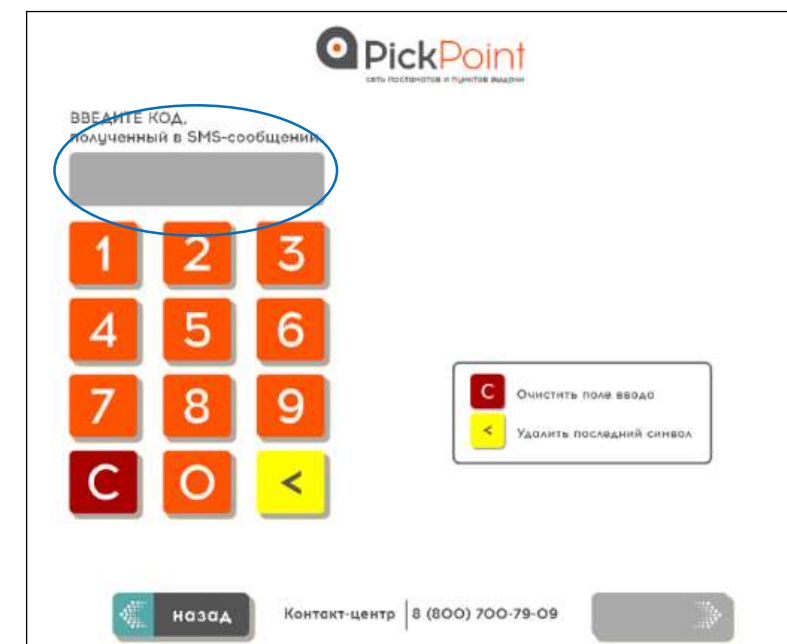 PickPoint
сеть постаматов и пунктов выдачи
ВВЕДИТЕ КОД,
полученный в SMS-сообщении
1 2 3
4 5 6
7 8 9
C 0 <
C Очистить поле ввода
< Удалить последний символ
назад
Контакт-центр 8 (800) 700-79-09